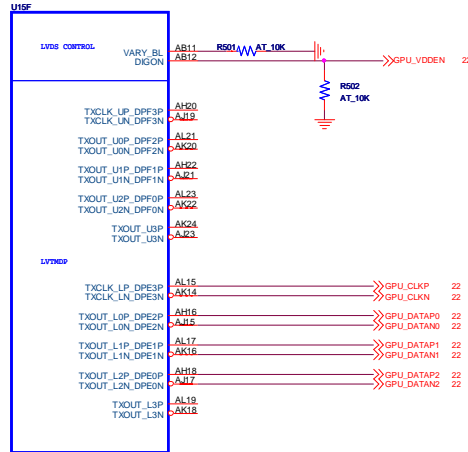 U15F
LVDS CONTROL
VARY_BL AB11 R501 AT_10K
DIGON AB12 GPU_VDDEN 22
R502
AT_10K
TXCLK_UP_DPF3P AH20
TXCLK_UN_DPF3N AJ19
TXOUT_U0P_DPF2P AL21
TXOUT_U0N_DPF2N AK20
TXOUT_U1P_DPF1P AH22
TXOUT_U1N_DPF1N AJ21
TXOUT_U2P_DPF0P AL23
TXOUT_U2N_DPF0N AK22
TXOUT_U3P AK24
TXOUT_U3N AJ23
LVTMDP
TXCLK_LP_DPE3P AL15 GPU_CLKP 22
TXCLK_LN_DPE3N AK14 GPU_CLKN 22
TXOUT_L0P_DPE2P AH16 GPU_DATAP0 22
TXOUT_L0N_DPE2N AJ15 GPU_DATAN0 22
TXOUT_L1P_DPE1P AL17 GPU_DATAP1 22
TXOUT_L1N_DPE1N AK16 GPU_DATAN1 22
TXOUT_L2P_DPE0P AH18 GPU_DATAP2 22
TXOUT_L2N_DPE0N AJ17 GPU_DATAN2 22
TXOUT_L3P AL19
TXOUT_L3N AK18